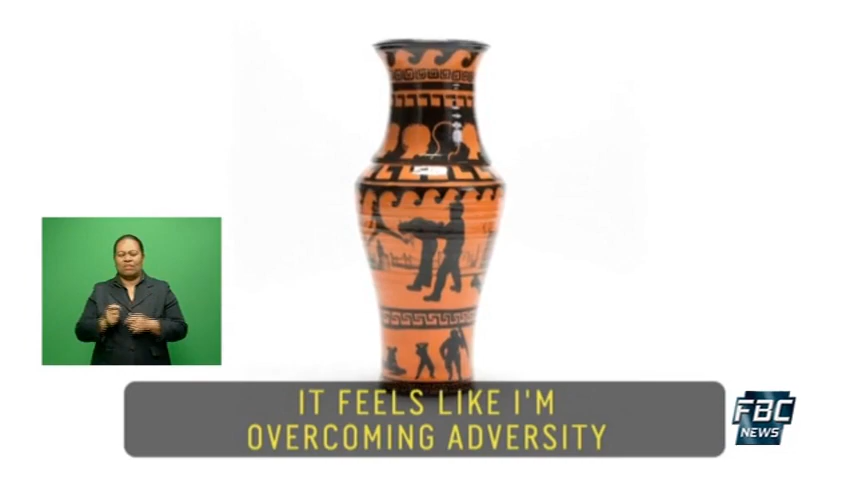 IT FEELS LIKE I'M
OVERCOMING ADVERSITY
FBC
NEWS